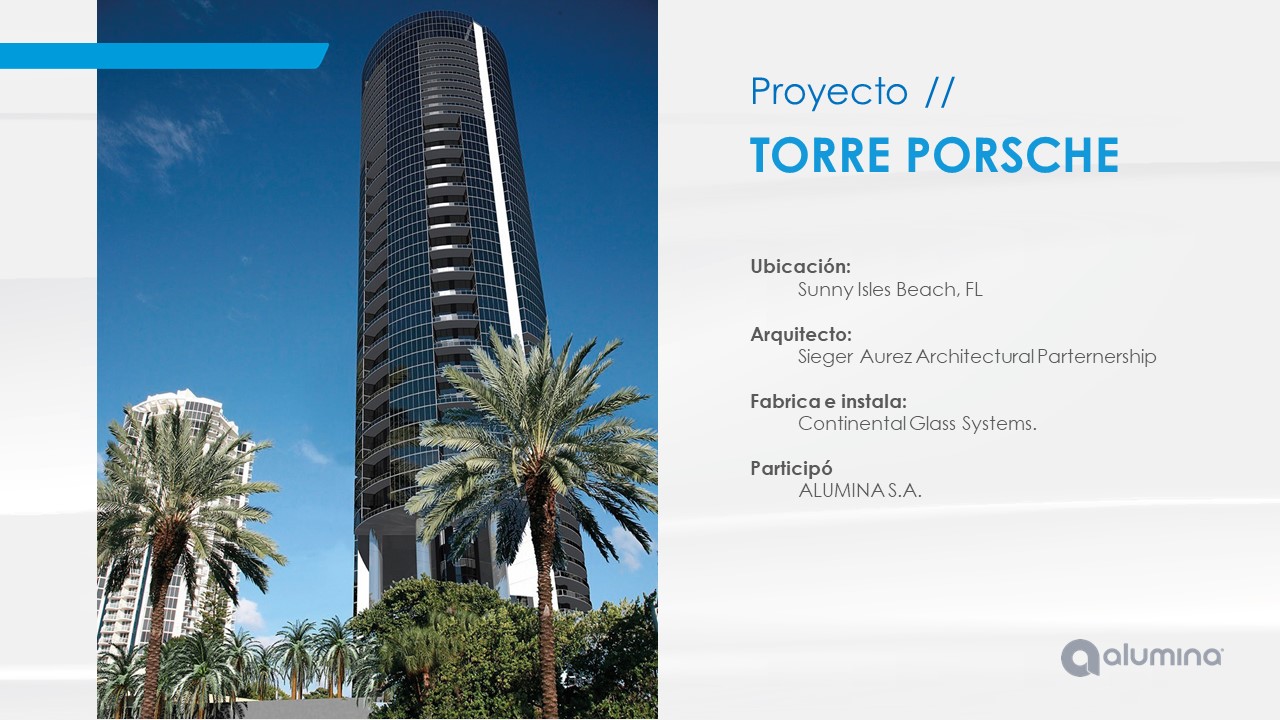 Proyecto //
TORRE PORSCHE
Ubicación:
Sunny Isles Beach, FL
Arquitecto:
Sieger Aurez Architectural Parternership
Fabrica e instala:
Continental Glass Systems.
Participó
ALUMINA S.A.
alumina